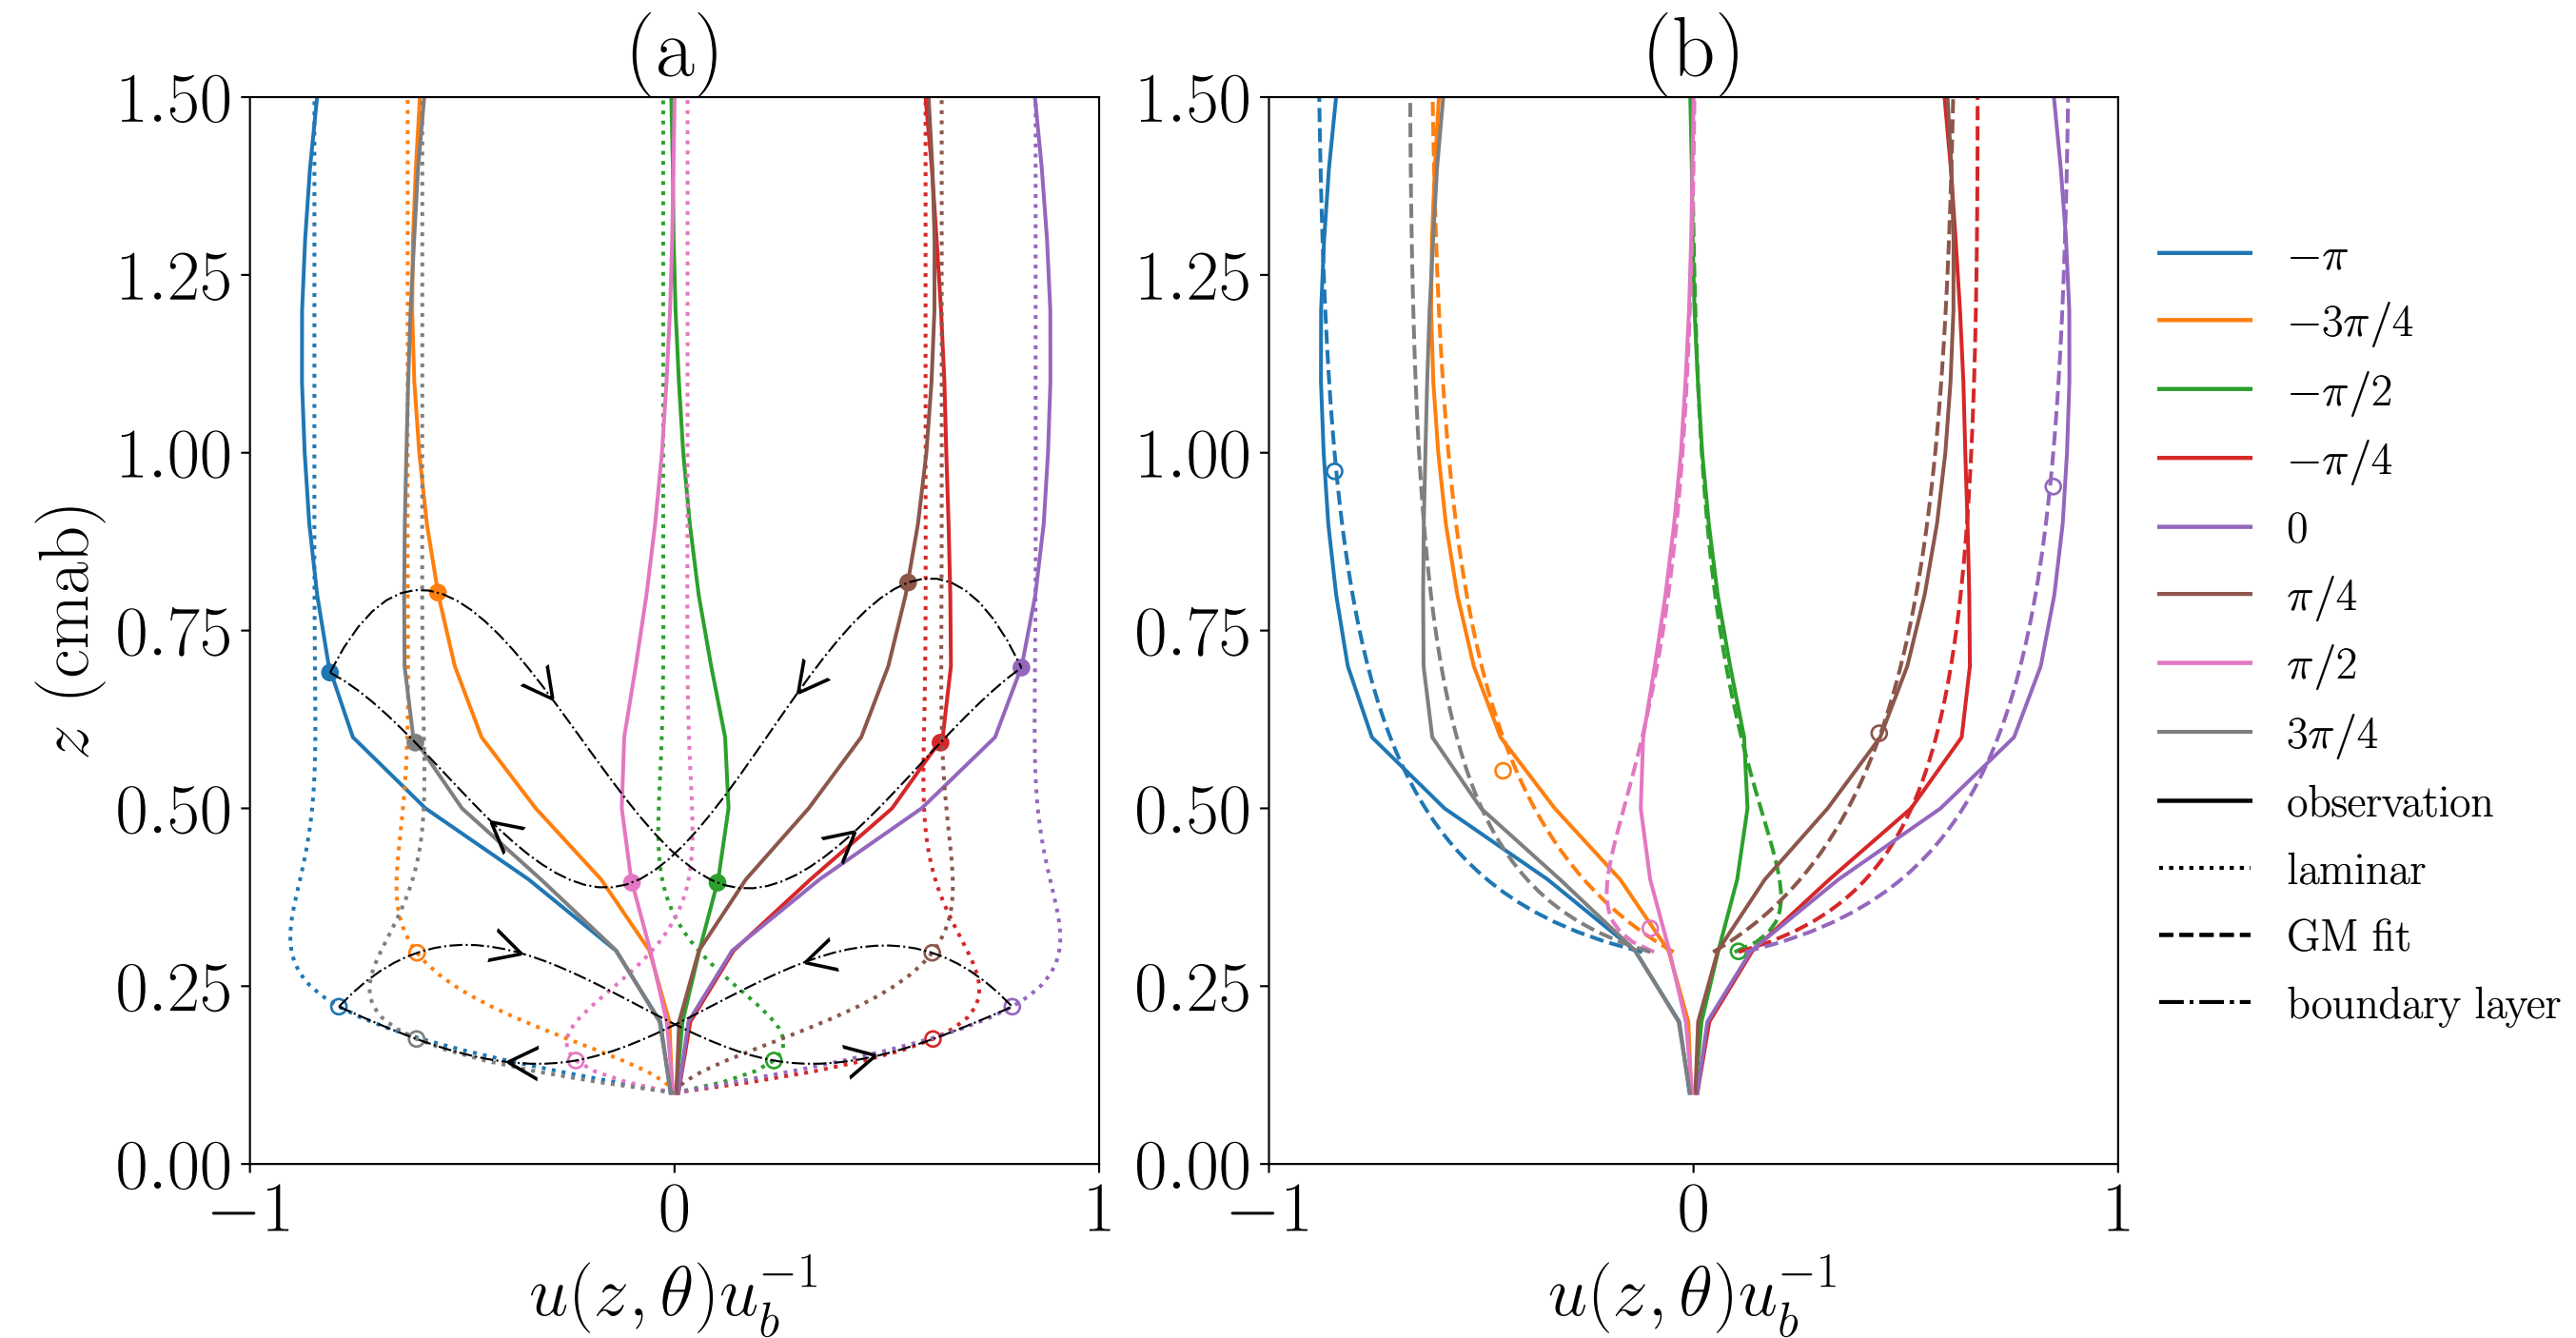 (a)
1.50
1.25
1.00
0.75
0.50
0.25
0.00
−1 0 1
z (cmab)
u(z, θ)u_b^{−1}
(b)
1.50
1.25
1.00
0.75
0.50
0.25
0.00
−1 0 1
u(z, θ)u_b^{−1}
−π
−3π/4
−π/2
−π/4
0
π/4
π/2
3π/4
observation
laminar
GM fit
boundary layer